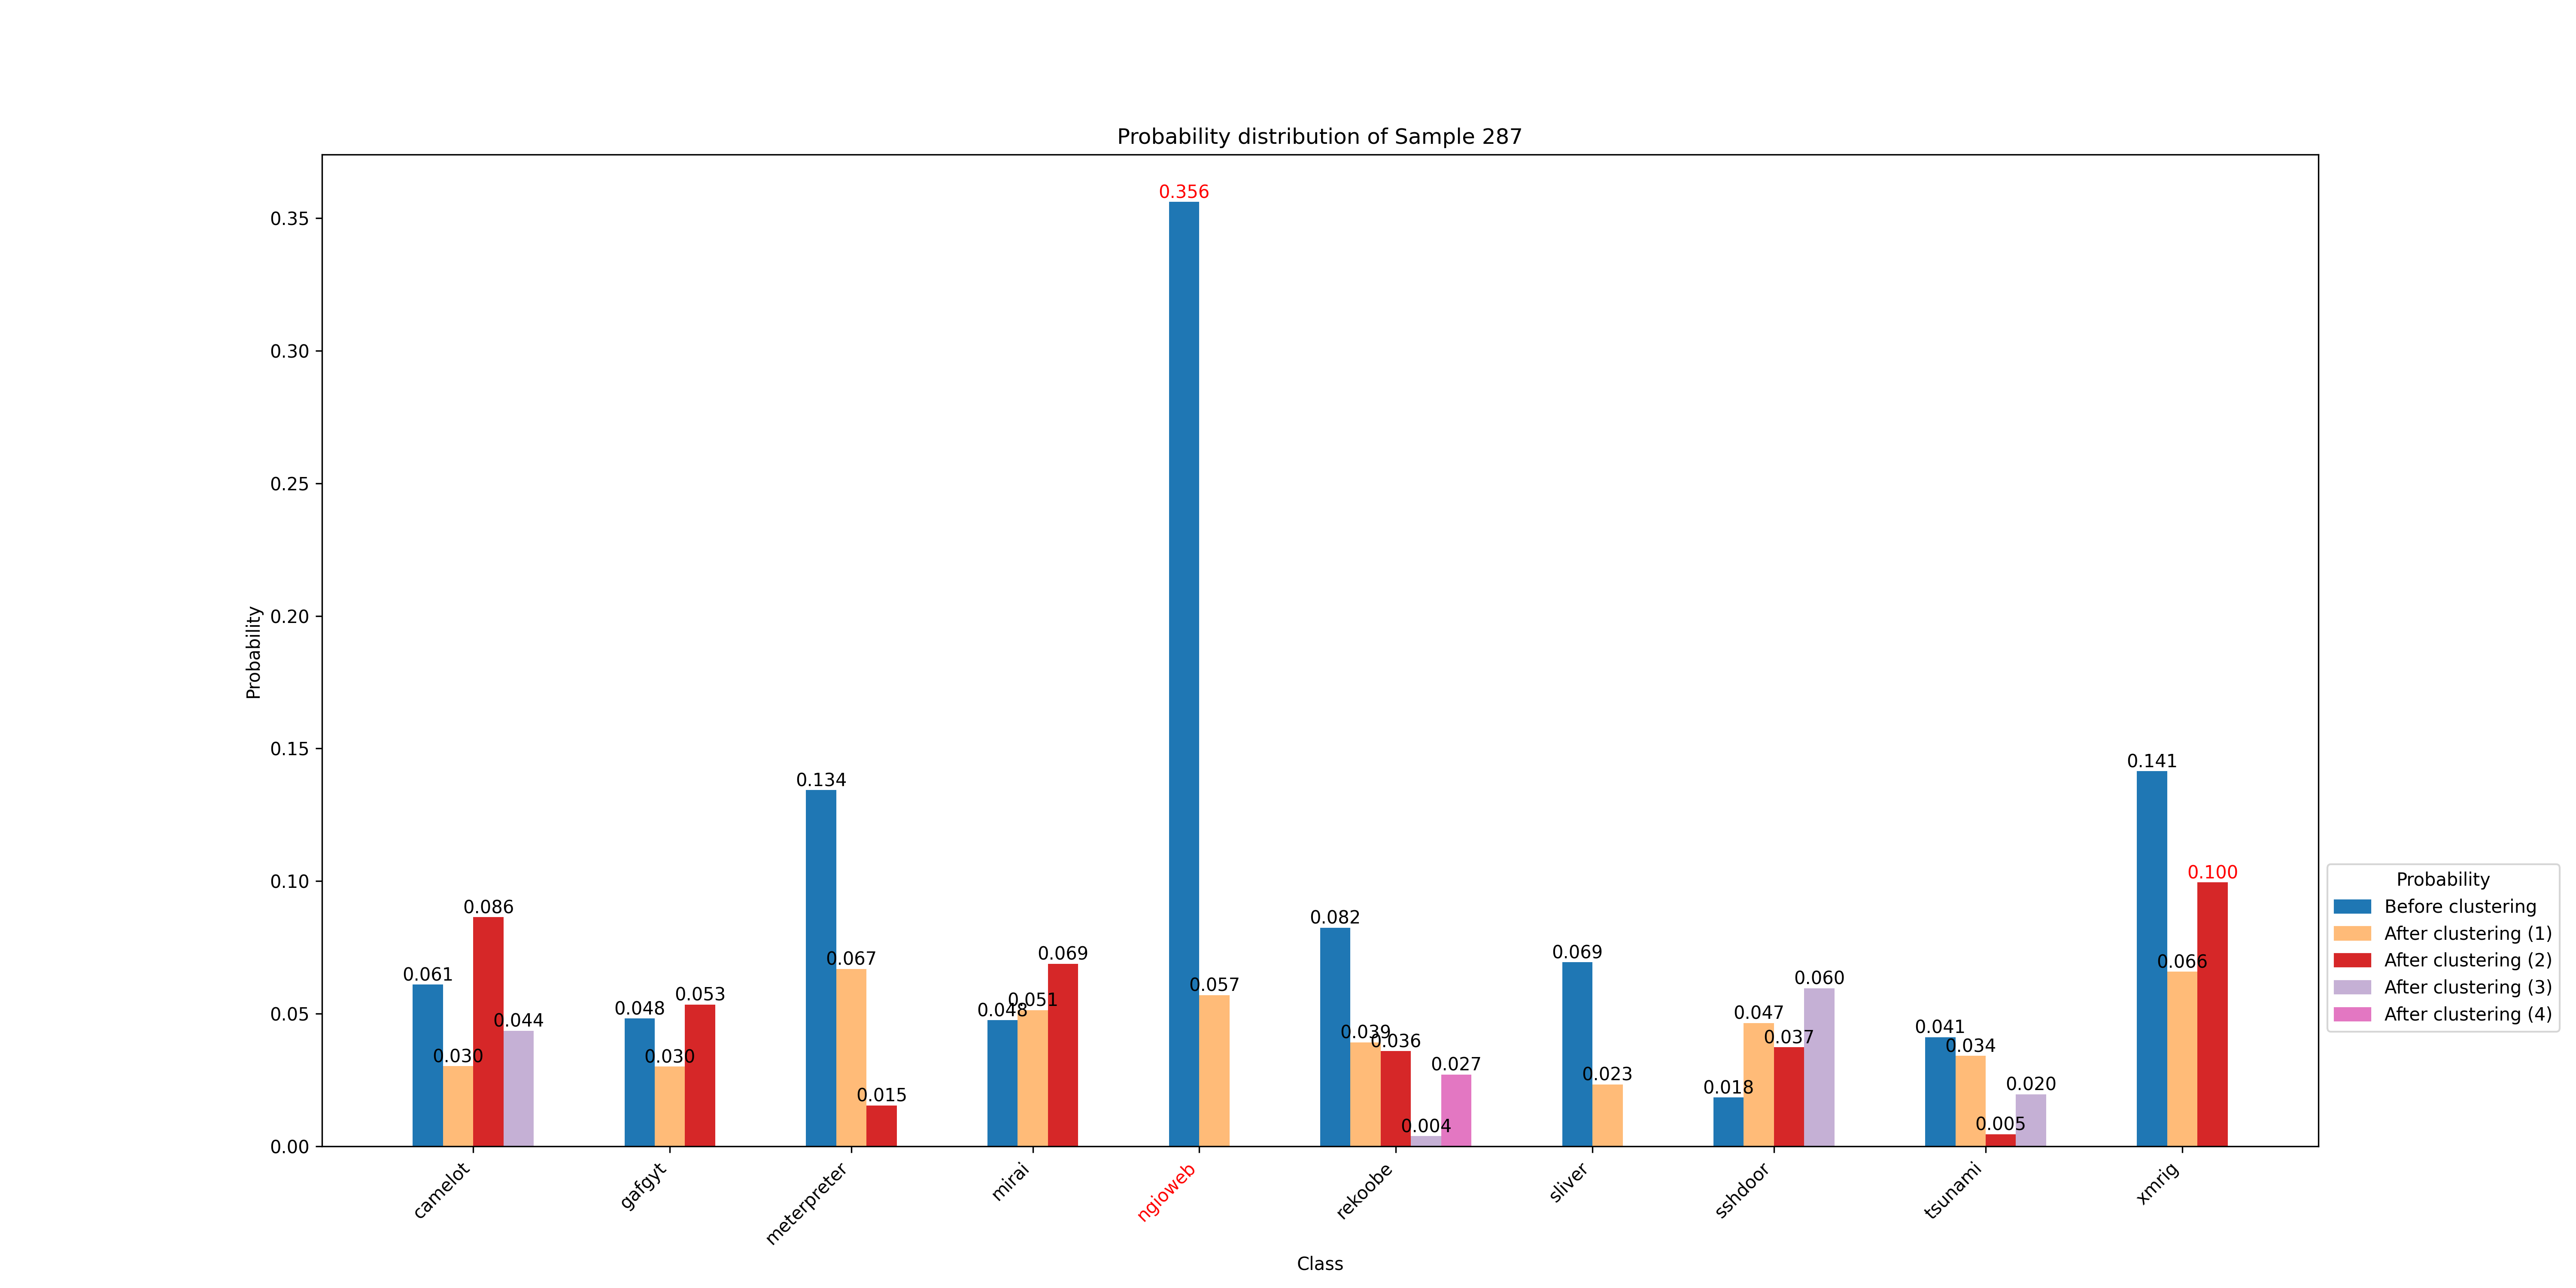 Probability distribution of Sample 287
Probability
0.35
0.30
0.25
0.20
0.15
0.10
0.05
0.00
0.061
0.030
0.086
0.044
0.048
0.030
0.053
0.134
0.067
0.015
0.048
0.051
0.069
0.356
0.057
0.082
0.039
0.036
0.004
0.027
0.069
0.023
0.018
0.047
0.037
0.060
0.041
0.034
0.005
0.020
0.141
0.066
0.100
camelot
gafgyt
meterpreter
mirai
ngioweb
rekoobe
sliver
sshdoor
tsunami
xmrig
Class
Probability
Before clustering
After clustering (1)
After clustering (2)
After clustering (3)
After clustering (4)